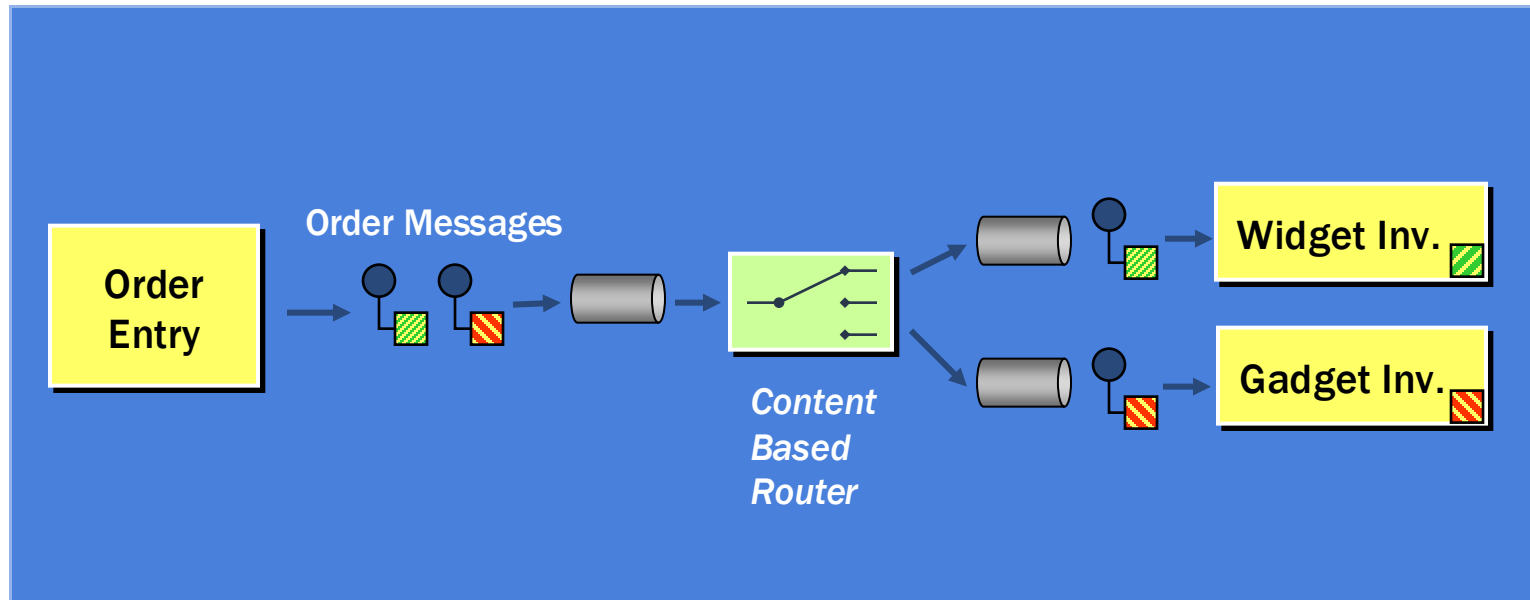 Order
Entry
Order Messages
Content
Based
Router
Widget Inv.
Gadget Inv.